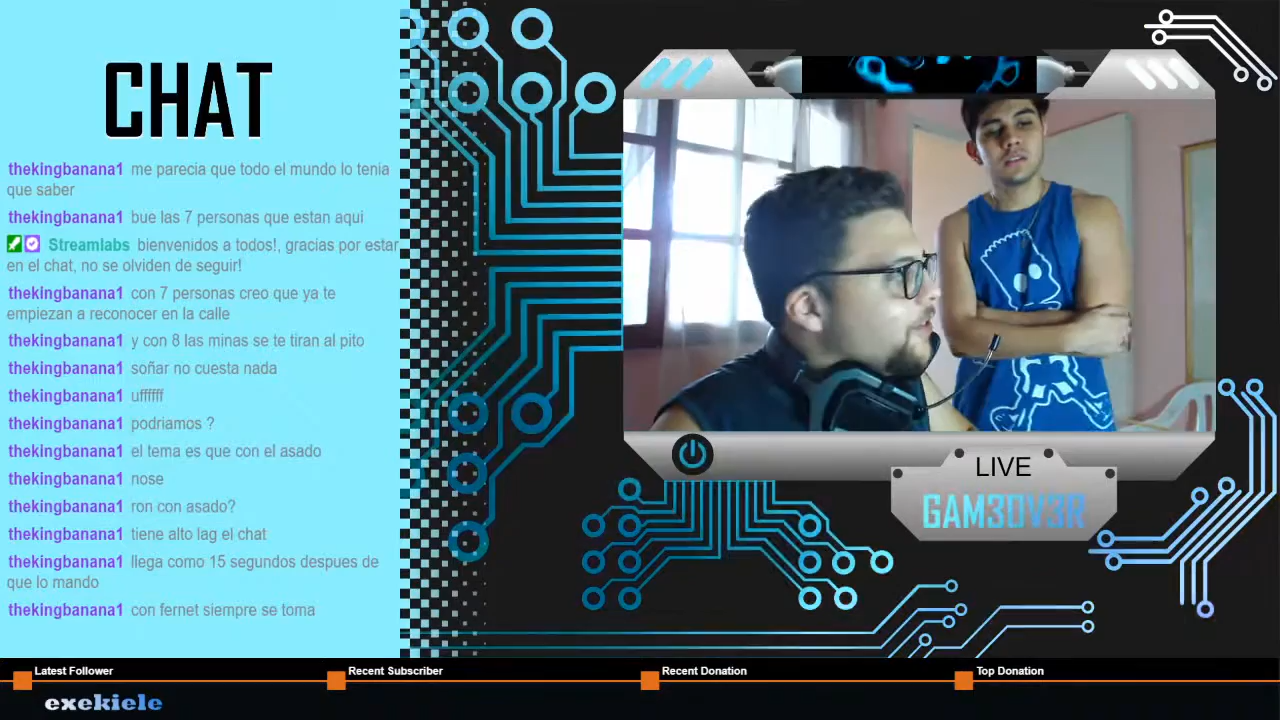 CHAT
thekingbanana1 me parecia que todo el mundo lo tenia
que saber
thekingbanana1 bue las 7 personas que estan aqui
Streamlabs bienvenidos a todos!, gracias por estar
en el chat, no se olviden de seguir!
thekingbanana1 con 7 personas creo que ya te
empiezan a reconocer en la calle
thekingbanana1 y con 8 las minas se te tiran al pito
thekingbanana1 soñar no cuesta nada
thekingbanana1 uffffff
thekingbanana1 podriamos ?
thekingbanana1 el tema es que con el asado
thekingbanana1 nose
thekingbanana1 ron con asado?
thekingbanana1 tiene alto lag el chat
thekingbanana1 llega como 15 segundos despues de
que lo mando
thekingbanana1 con fernet siempre se toma
LIVE
GAM30V3R
Latest Follower
exekiele
Recent Subscriber
Recent Donation
Top Donation